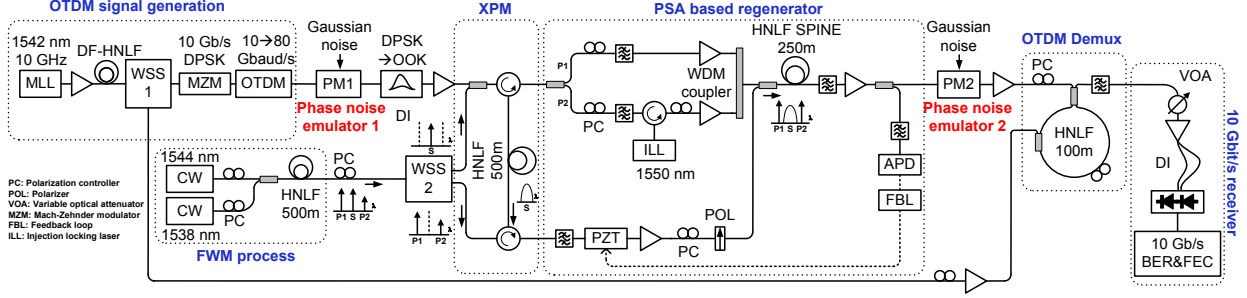 OTDM signal generation
1542 nm
10 GHz
MLL
DF-HNLF
WSS
1
10 Gb/s
DPSK
MZM
10→80
Gbaud/s
OTDM
Gaussian
noise
PM1
Phase noise
emulator 1
DPSK
→OOK
DI
XPM
HNLF
500m
S
λ
S
WSS
2
P1
P2
λ
PSA based regenerator
P1
P2
PC
ILL
1550 nm
WDM
coupler
HNLF SPINE
250m
P1 S P2
λ
APD
FBL
PZT
PC
POL
Gaussian
noise
PM2
Phase noise
emulator 2
OTDM Demux
PC
HNLF
100m
VOA
DI
10 Gb/s
BER&FEC
10 Gbit/s receiver
1544 nm
CW
CW
1538 nm
PC
HNLF
500m
PC
P1 S P2
λ
FWM process
PC: Polarization controller
POL: Polarizer
VOA: Variable optical attenuator
MZM: Mach-Zehnder modulator
FBL: Feedback loop
ILL: Injection locking laser